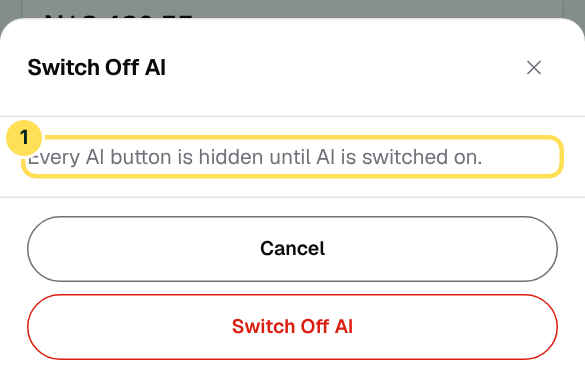 Switch Off AI
1
Every AI button is hidden until AI is switched on.
Cancel
Switch Off AI